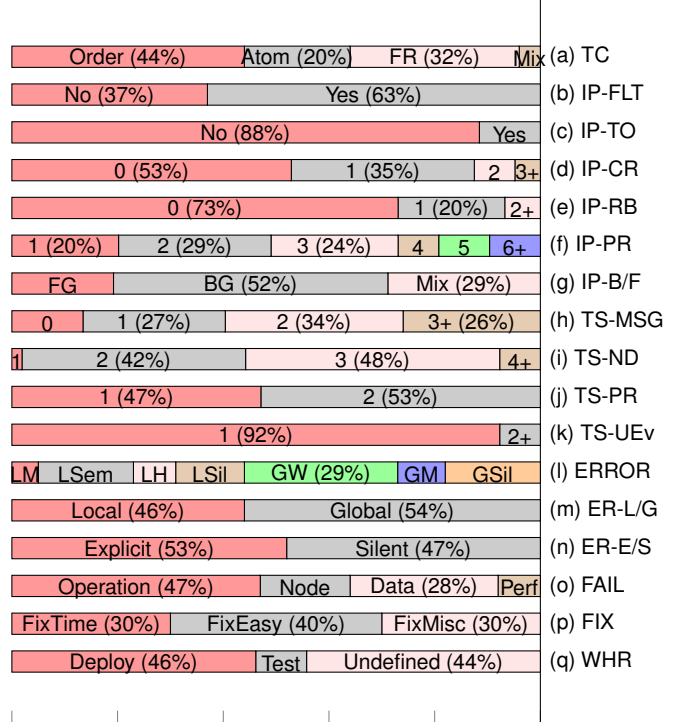 Order (44%) Atom (20%) FR (32%) Mix (a) TC
No (37%) Yes (63%) (b) IP-FLT
No (88%) Yes (c) IP-TO
0 (53%) 1 (35%) 2 3+ (d) IP-CR
0 (73%) 1 (20%) 2+ (e) IP-RB
1 (20%) 2 (29%) 3 (24%) 4 5 6+ (f) IP-PR
FG BG (52%) Mix (29%) (g) IP-B/F
0 1 (27%) 2 (34%) 3+ (26%) (h) TS-MSG
1 2 (42%) 3 (48%) 4+ (i) TS-ND
1 (47%) 2 (53%) (j) TS-PR
1 (92%) 2+ (k) TS-UEv
LM LSem LH LSil GW (29%) GM GSil (l) ERROR
Local (46%) Global (54%) (m) ER-L/G
Explicit (53%) Silent (47%) (n) ER-E/S
Operation (47%) Node Data (28%) Perf (o) FAIL
FixTime (30%) FixEasy (40%) FixMisc (30%) (p) FIX
Deploy (46%) Test Undefined (44%) (q) WHR